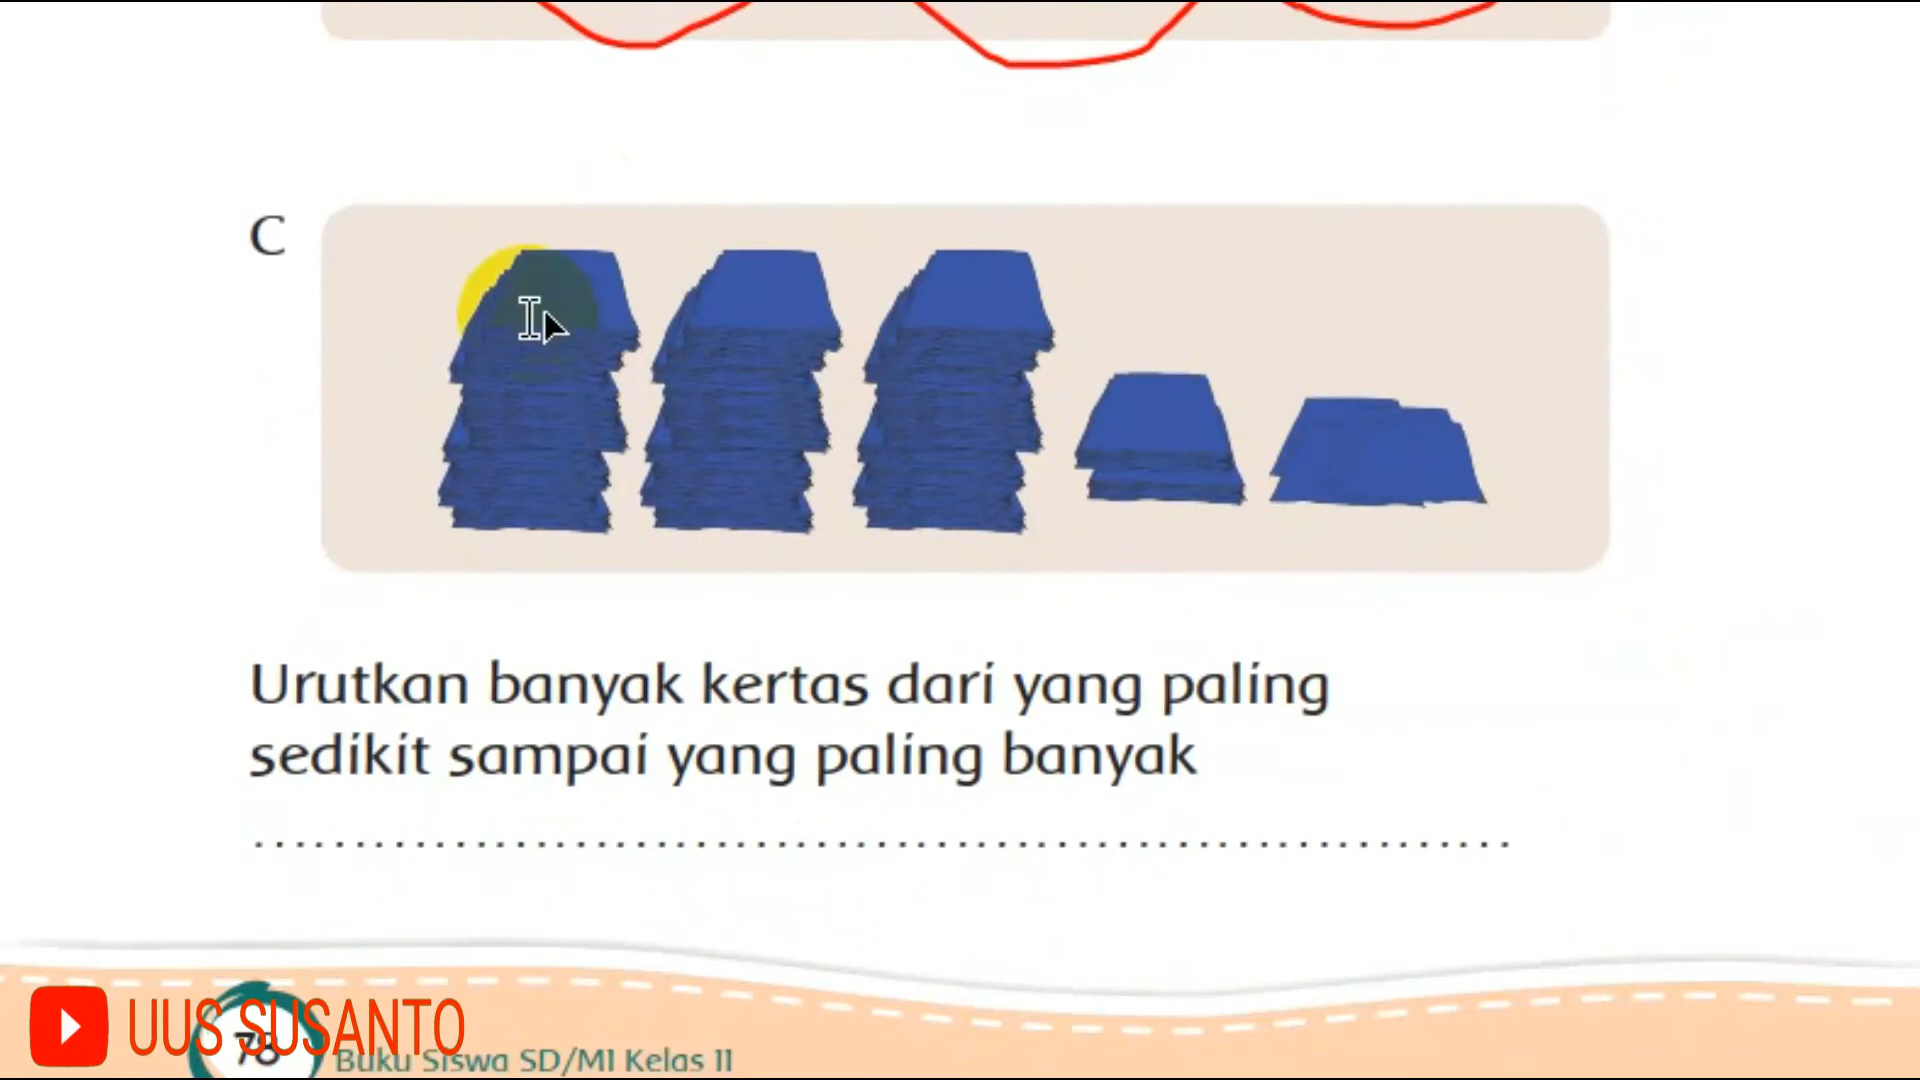 C
Urutkan banyak kertas dari yang paling
sedikit sampai yang paling banyak
............................................................
UUS SUSANTO
78
Buku Siswa SD/MI Kelas II